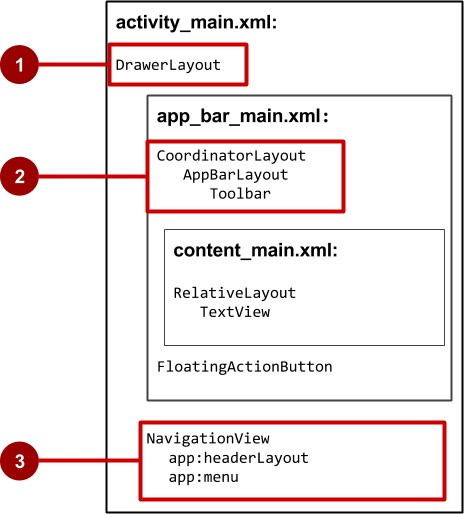 activity_main.xml:
1
DrawerLayout
app_bar_main.xml:
2
CoordinatorLayout
AppBarLayout
Toolbar
content_main.xml:
RelativeLayout
TextView
FloatingActionButton
3
NavigationView
app:headerLayout
app:menu